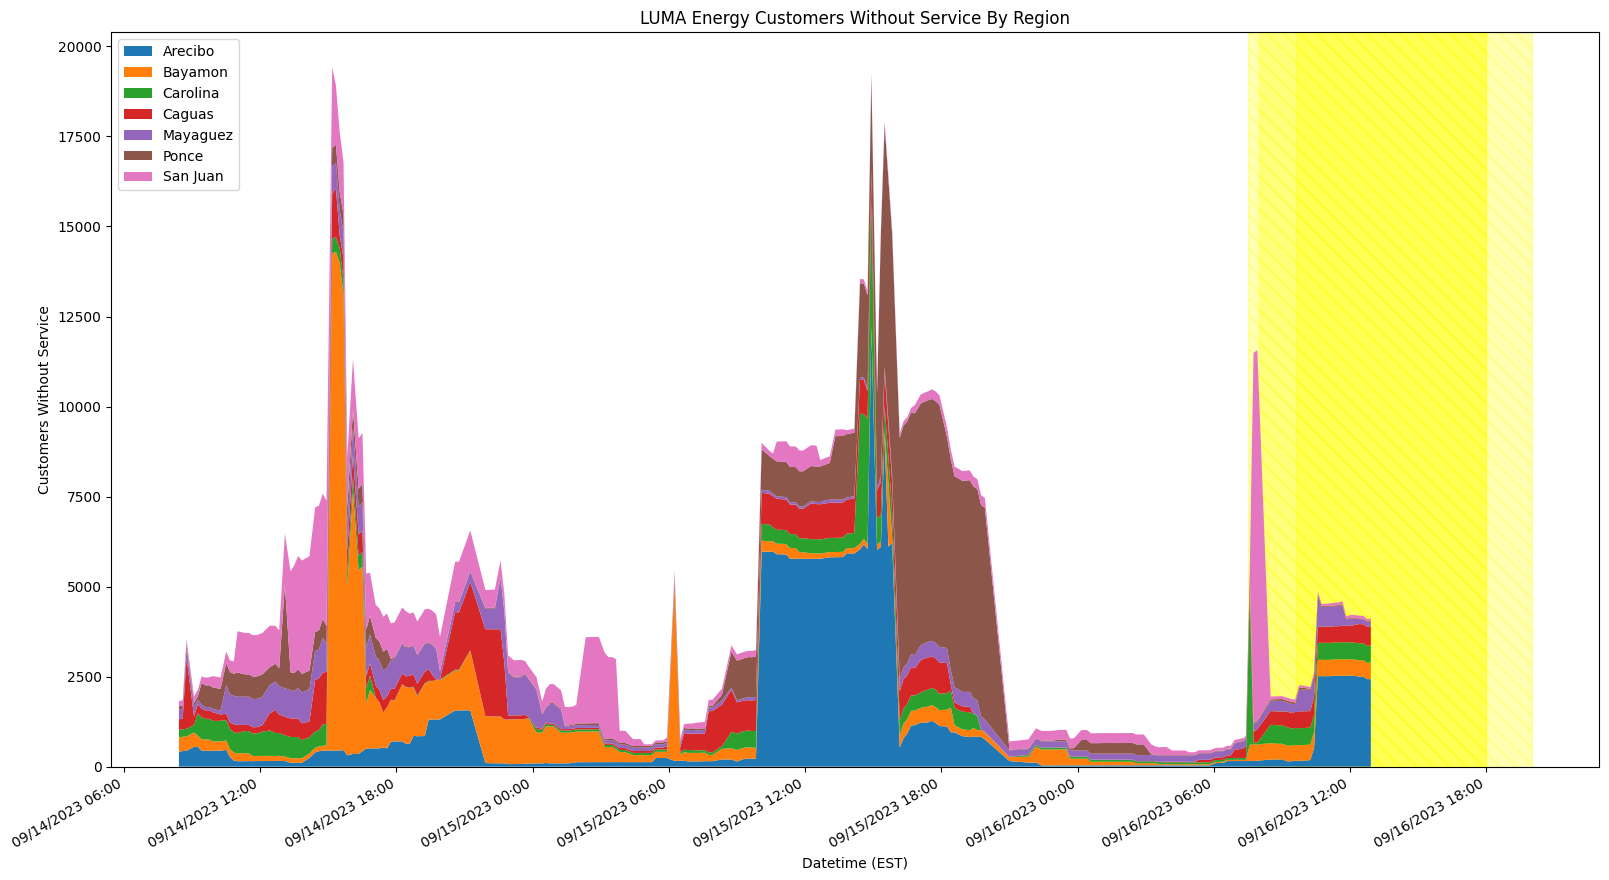 LUMA Energy Customers Without Service By Region
Arecibo
Bayamon
Carolina
Caguas
Mayaguez
Ponce
San Juan
20000
17500
15000
12500
10000
7500
5000
2500
0
Customers Without Service
09/14/2023 06:00
09/14/2023 12:00
09/14/2023 18:00
09/15/2023 00:00
09/15/2023 06:00
09/15/2023 12:00
09/15/2023 18:00
09/16/2023 00:00
09/16/2023 06:00
09/16/2023 12:00
09/16/2023 18:00
Datetime (EST)